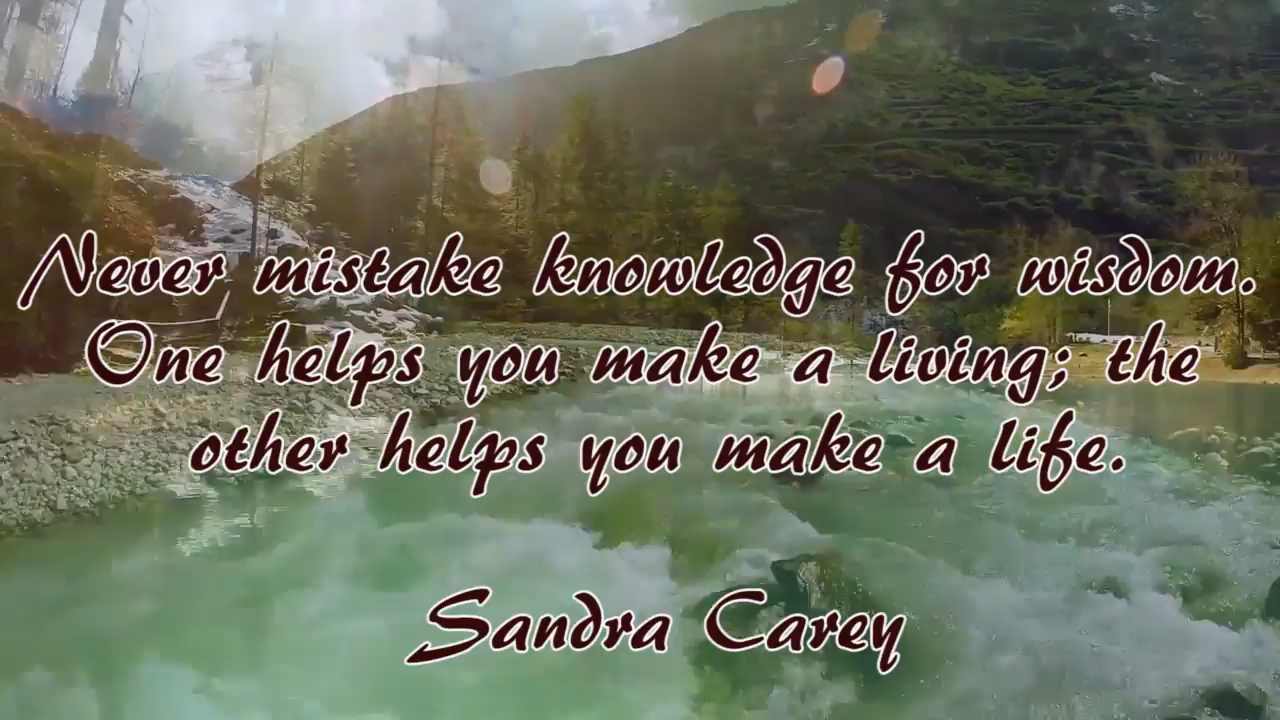 Never mistake knowledge for wisdom.
One helps you make a living; the
other helps you make a life.
Sandra Carey